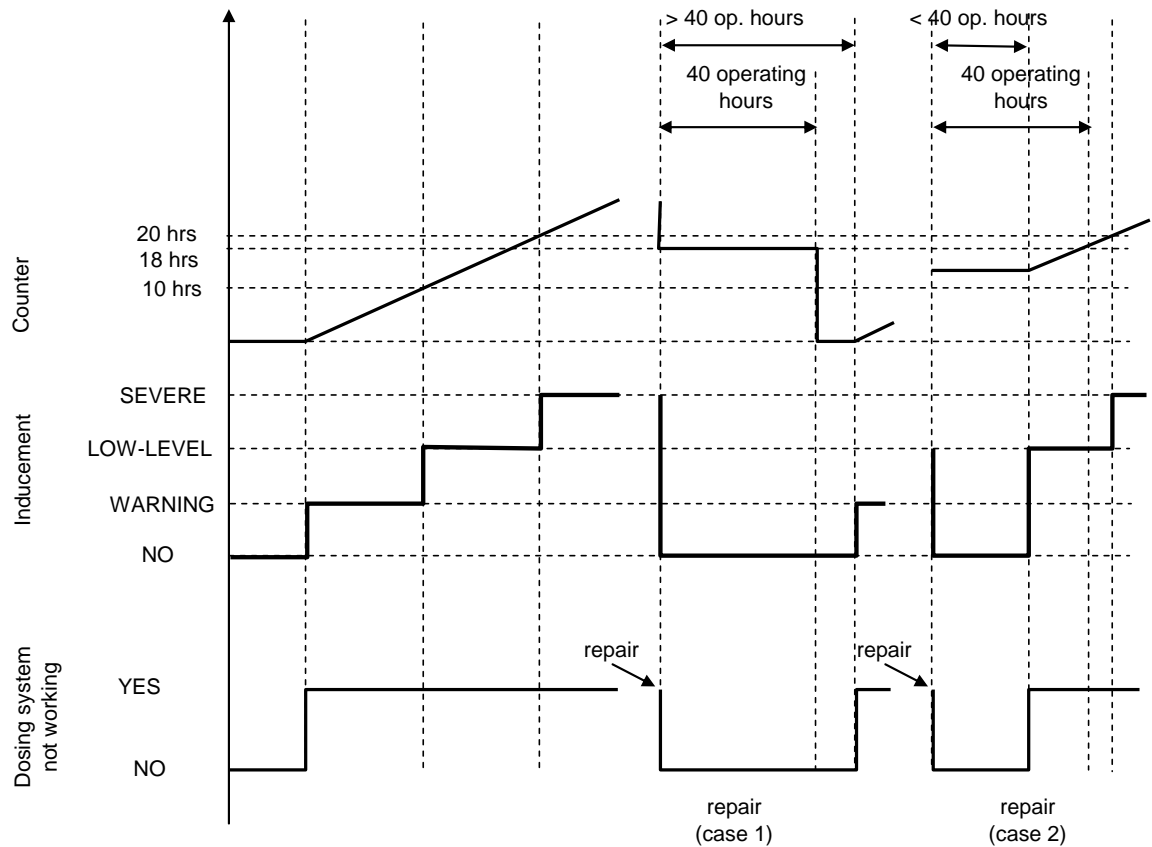 > 40 op. hours
< 40 op. hours
40 operating
hours
40 operating
hours
Counter
20 hrs
18 hrs
10 hrs
Inducement
SEVERE
LOW-LEVEL
WARNING
NO
Dosing system
not working
repair
repair
YES
NO
repair
(case 1)
repair
(case 2)